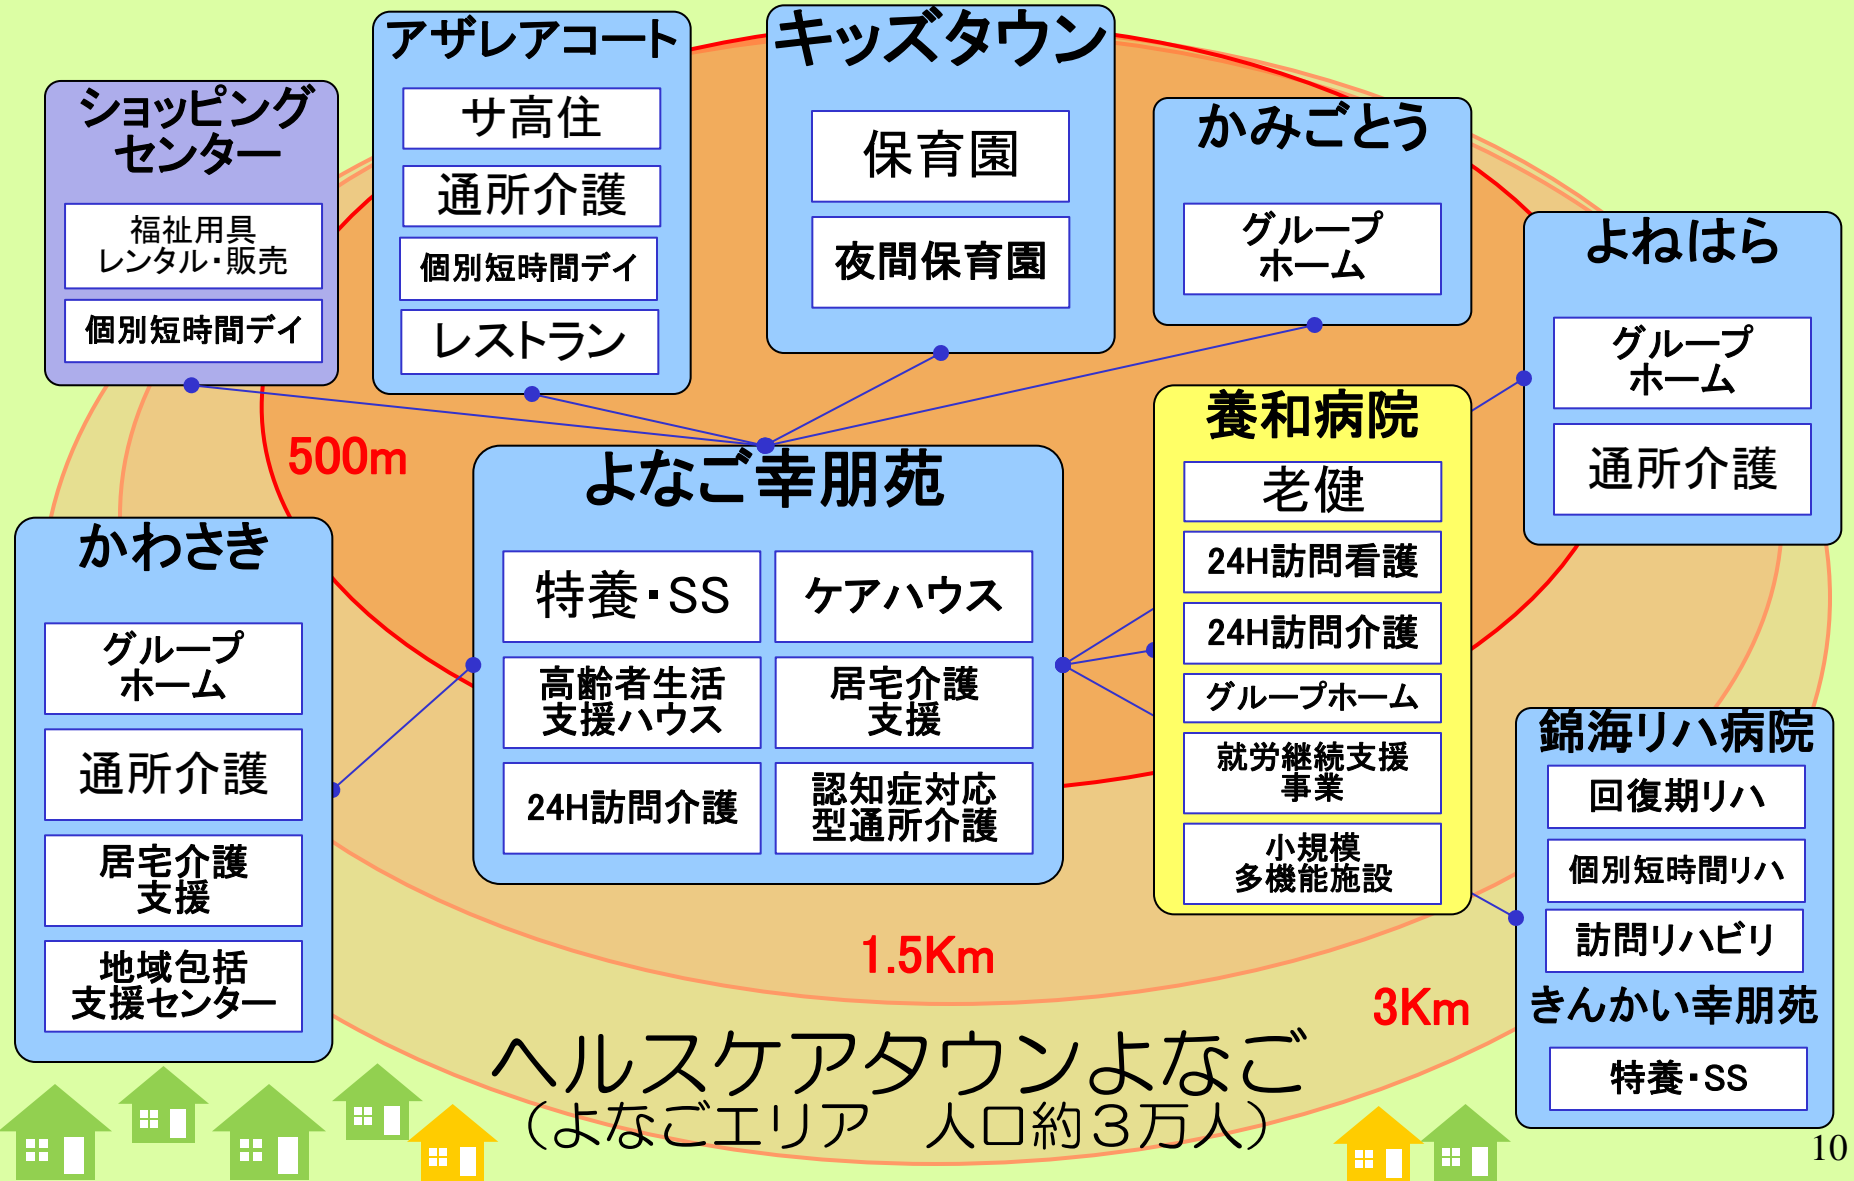 ショッピング
センター
福祉用具
レンタル・販売
個別短時間デイ
アザレアコート
サ高住
通所介護
個別短時間デイ
レストラン
キッズタウン
保育園
夜間保育園
かみごとう
グループ
ホーム
よねはら
グループ
ホーム
通所介護
500m
かわさき
グループ
ホーム
通所介護
居宅介護
支援
地域包括
支援センター
よなご幸朋苑
特養・SS
ケアハウス
高齢者生活
支援ハウス
居宅介護
支援
24H訪問介護
認知症対応
型通所介護
養和病院
老健
24H訪問看護
24H訪問介護
グループホーム
就労継続支援
事業
小規模
多機能施設
錦海リハ病院
回復期リハ
個別短時間リハ
訪問リハビリ
きんかい幸朋苑
特養・SS
1.5Km
3Km
ヘルスケアタウンよなご
（よなごエリア　人口約３万人）
10